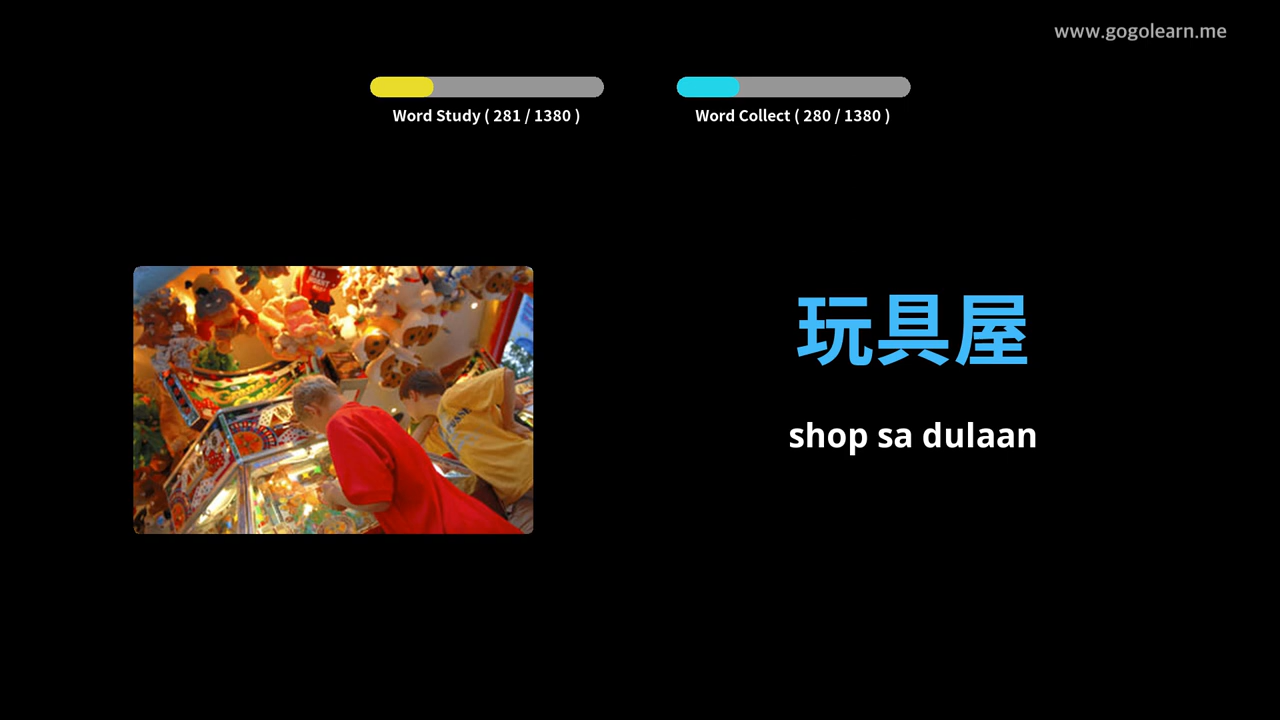 www.gogolearn.me
Word Study ( 281 / 1380 )
Word Collect ( 280 / 1380 )
玩具屋
shop sa dulaan